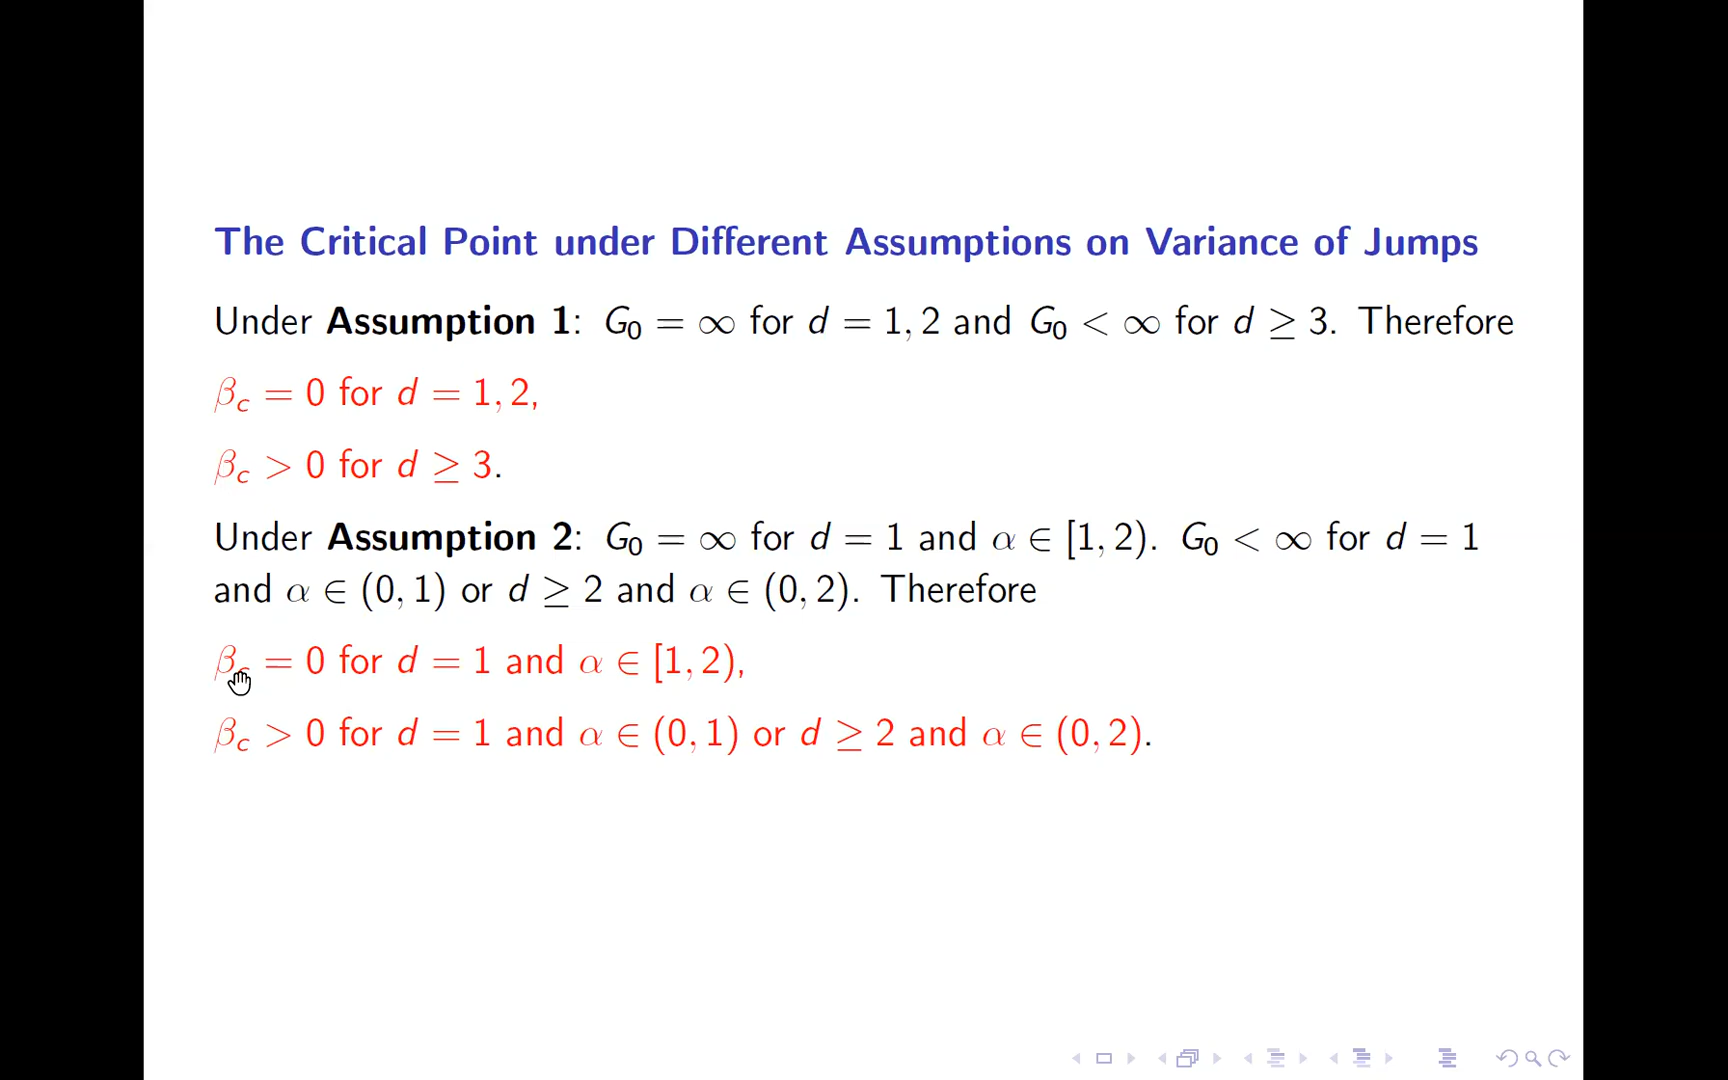 The Critical Point under Different Assumptions on Variance of Jumps
Under Assumption 1: G₀ = ∞ for d = 1, 2 and G₀ < ∞ for d ≥ 3. Therefore
β_c = 0 for d = 1, 2,
β_c > 0 for d ≥ 3.
Under Assumption 2: G₀ = ∞ for d = 1 and α ∈ [1, 2). G₀ < ∞ for d = 1
and α ∈ (0, 1) or d ≥ 2 and α ∈ (0, 2). Therefore
β_c = 0 for d = 1 and α ∈ [1, 2),
β_c > 0 for d = 1 and α ∈ (0, 1) or d ≥ 2 and α ∈ (0, 2).